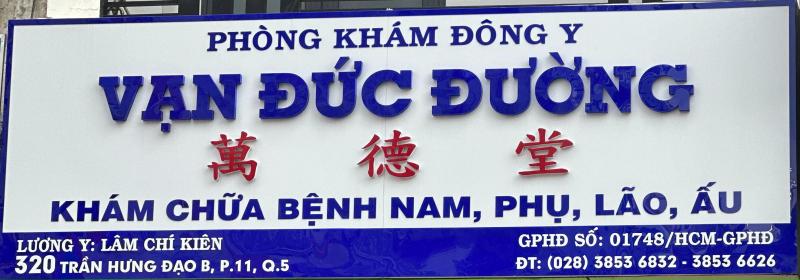 PHÒNG KHÁM ĐÔNG Y
VẠN ĐỨC ĐƯỜNG
萬德堂
KHÁM CHỮA BỆNH NAM, PHỤ, LÃO, ẤU
LƯƠNG Y: LÂM CHÍ KIÊN
320 TRẦN HƯNG ĐẠO B, P.11, Q.5
GPHĐ SỐ: 01748/HCM-GPHĐ
ĐT: (028) 3853 6832 - 3853 6626